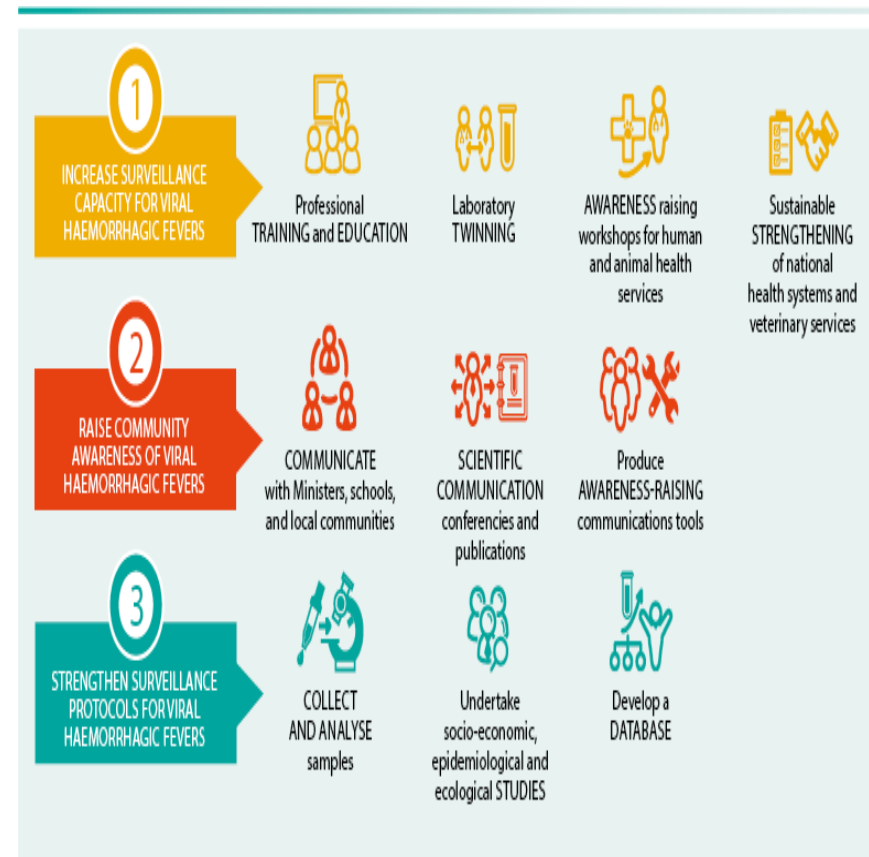 1
INCREASE SURVEILLANCE
CAPACITY FOR VIRAL
HAEMORRHAGIC FEVERS
Professional
TRAINING and EDUCATION
Laboratory
TWINNING
AWARENESS raising
workshops for human
and animal health
services
Sustainable
STRENGTHENING
of national
health systems and
veterinary services
2
RAISE COMMUNITY
AWARENESS OF VIRAL
HAEMORRHAGIC FEVERS
COMMUNICATE
with Ministers, schools,
and local communities
SCIENTIFIC
COMMUNICATION
conferencies and
publications
Produce
AWARENESS-RAISING
communications tools
3
STRENGTHEN SURVEILLANCE
PROTOCOLS FOR VIRAL
HAEMORRHAGIC FEVERS
COLLECT
AND ANALYSE
samples
Undertake
socio-economic,
epidemiological and
ecological STUDIES
Develop a
DATABASE